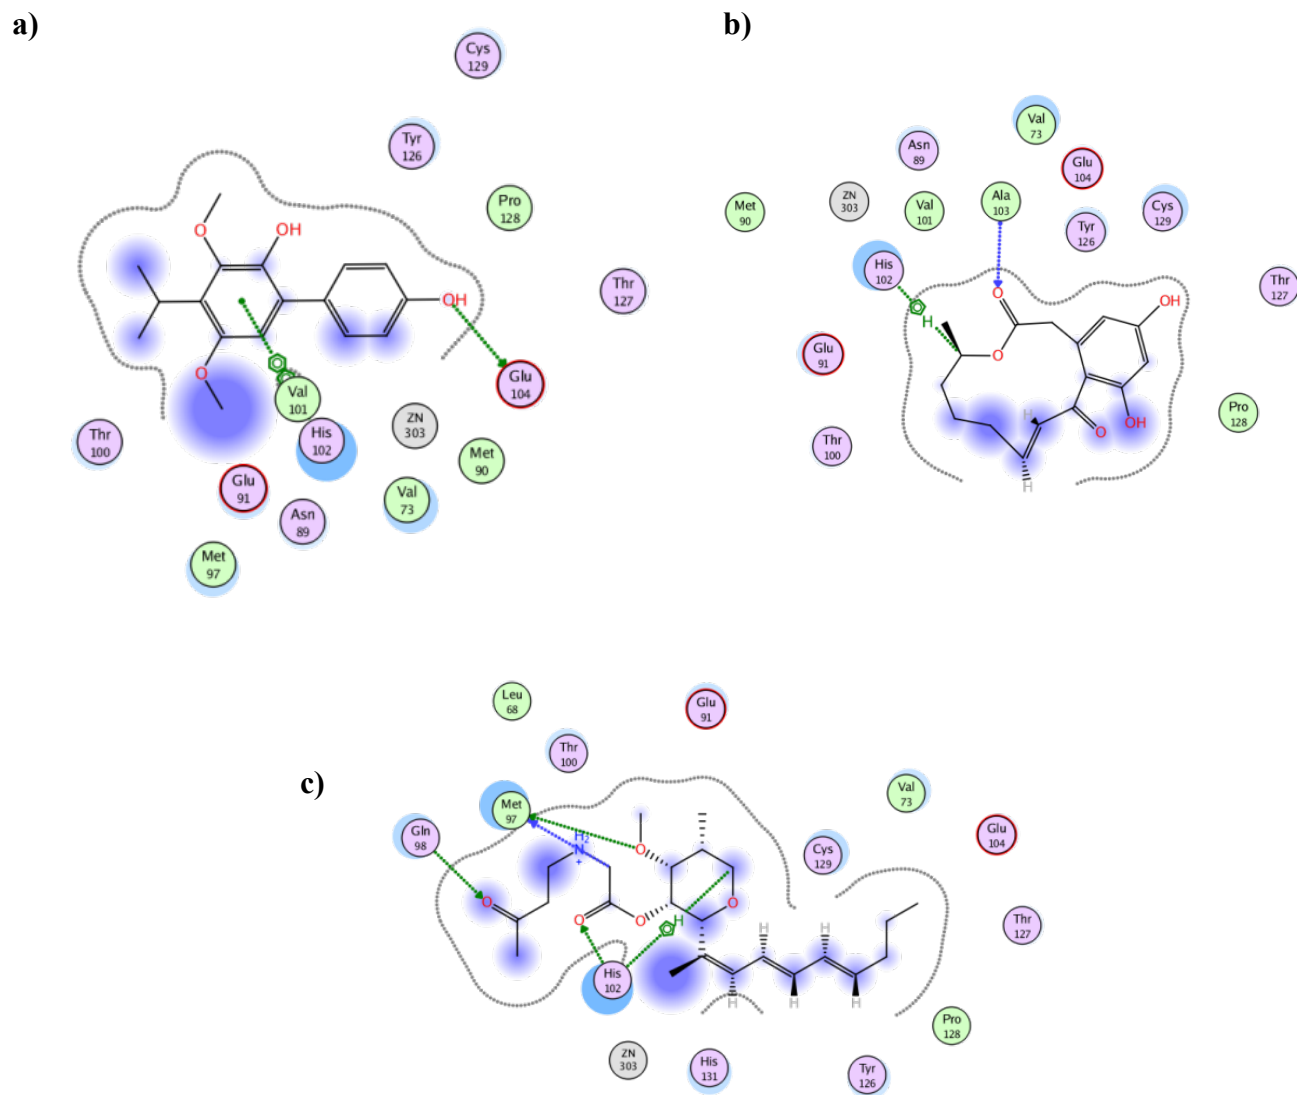 a)
Cys
129
Tyr
126
Pro
128
Thr
127
O
OH
OH
O
Glu
104
Val
101
ZN
303
His
102
Met
90
Thr
100
Glu
91
Val
73
Asn
89
Met
97
b)
Val
73
Asn
89
Glu
104
Met
90
ZN
303
Val
101
Ala
103
Cys
129
Tyr
126
His
102
Thr
127
O
OH
H
Glu
91
O
H
OH
O
Pro
128
Thr
100
H
c)
Leu
68
Glu
91
Thr
100
Met
97
Val
73
Gln
98
H2
N
+
O
Cys
129
Glu
104
O
O
O
H
O
H
H
Thr
127
His
102
H
H
H
Pro
128
ZN
303
His
131
Tyr
126